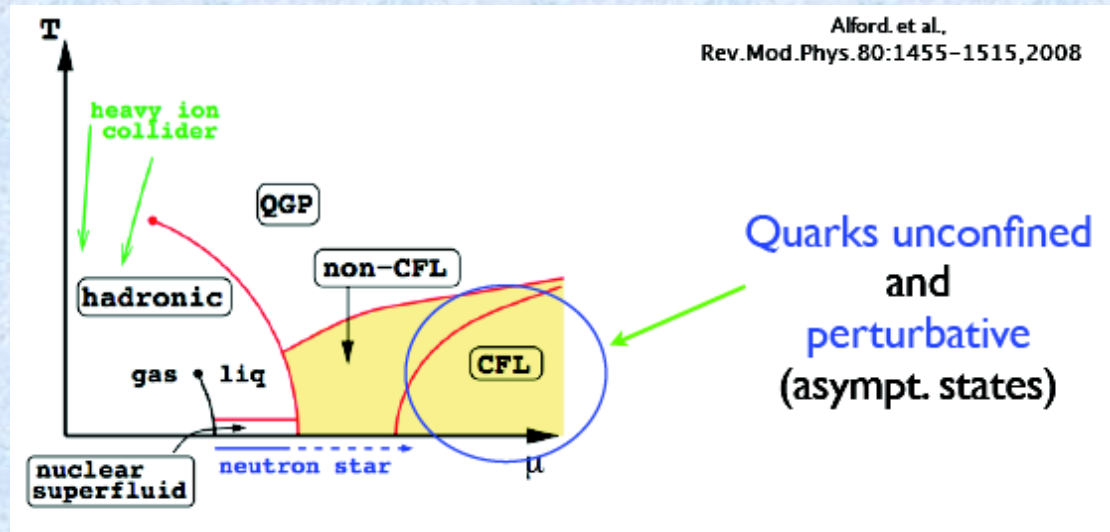 T
Alford. et al.,
Rev.Mod.Phys.80:1455-1515,2008
heavy ion
collider
QGP
non-CFL
hadronic
gas
liq
CFL
nuclear
superfluid
neutron star
μ
Quarks unconfined
and
perturbative
(asympt. states)